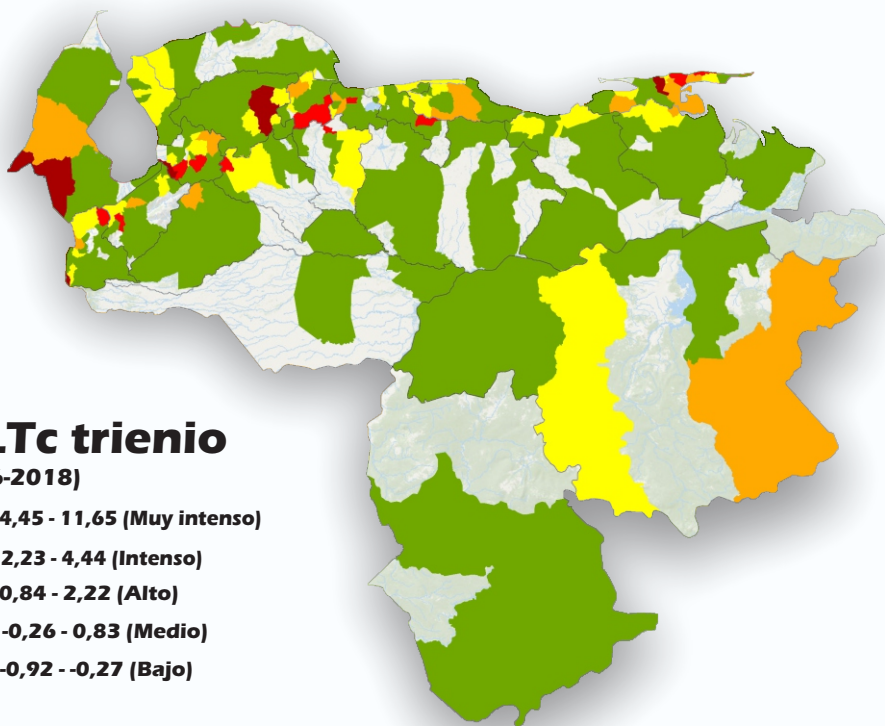 .Tc trienio
-2018)
4,45 - 11,65 (Muy intenso)
2,23 - 4,44 (Intenso)
0,84 - 2,22 (Alto)
-0,26 - 0,83 (Medio)
-0,92 - -0,27 (Bajo)